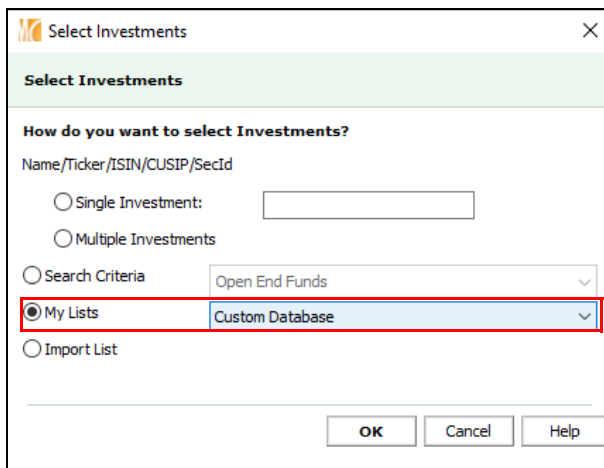 Select Investments
Select Investments
How do you want to select Investments?
Name/Ticker/ISIN/CUSIP/SecId
Single Investment:
Multiple Investments
Search Criteria Open End Funds
My Lists Custom Database
Import List
OK Cancel Help